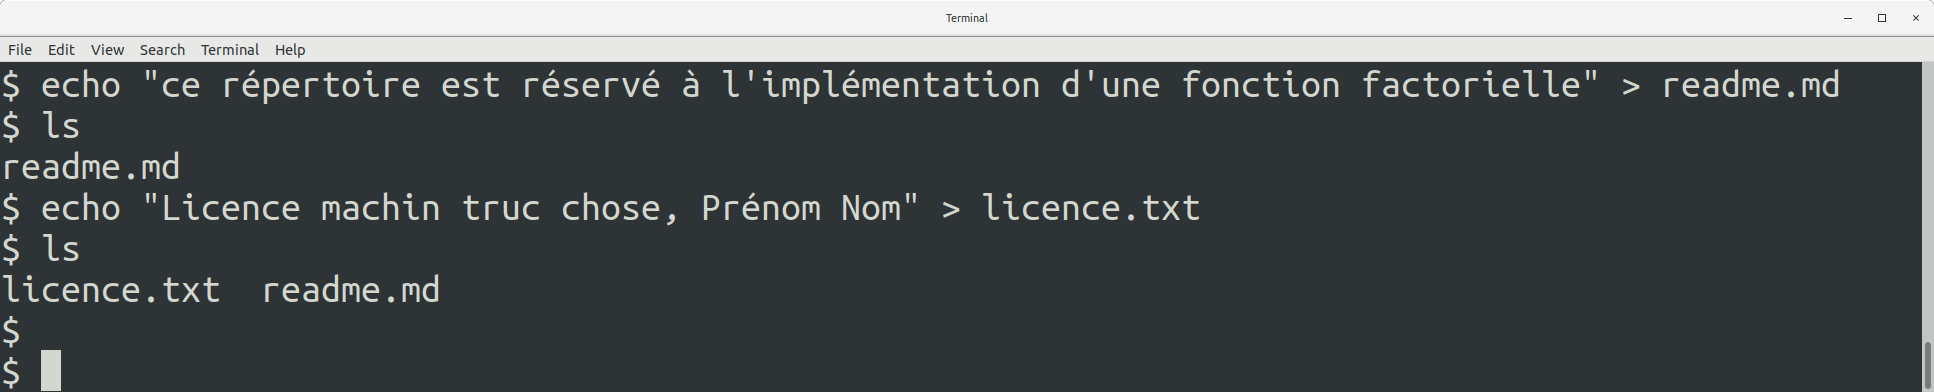 Terminal
File Edit View Search Terminal Help
$ echo "ce répertoire est réservé à l'implémentation d'une fonction factorielle" > readme.md
$ ls
readme.md
$ echo "Licence machin truc chose, Prénom Nom" > licence.txt
$ ls
licence.txt  readme.md
$
$